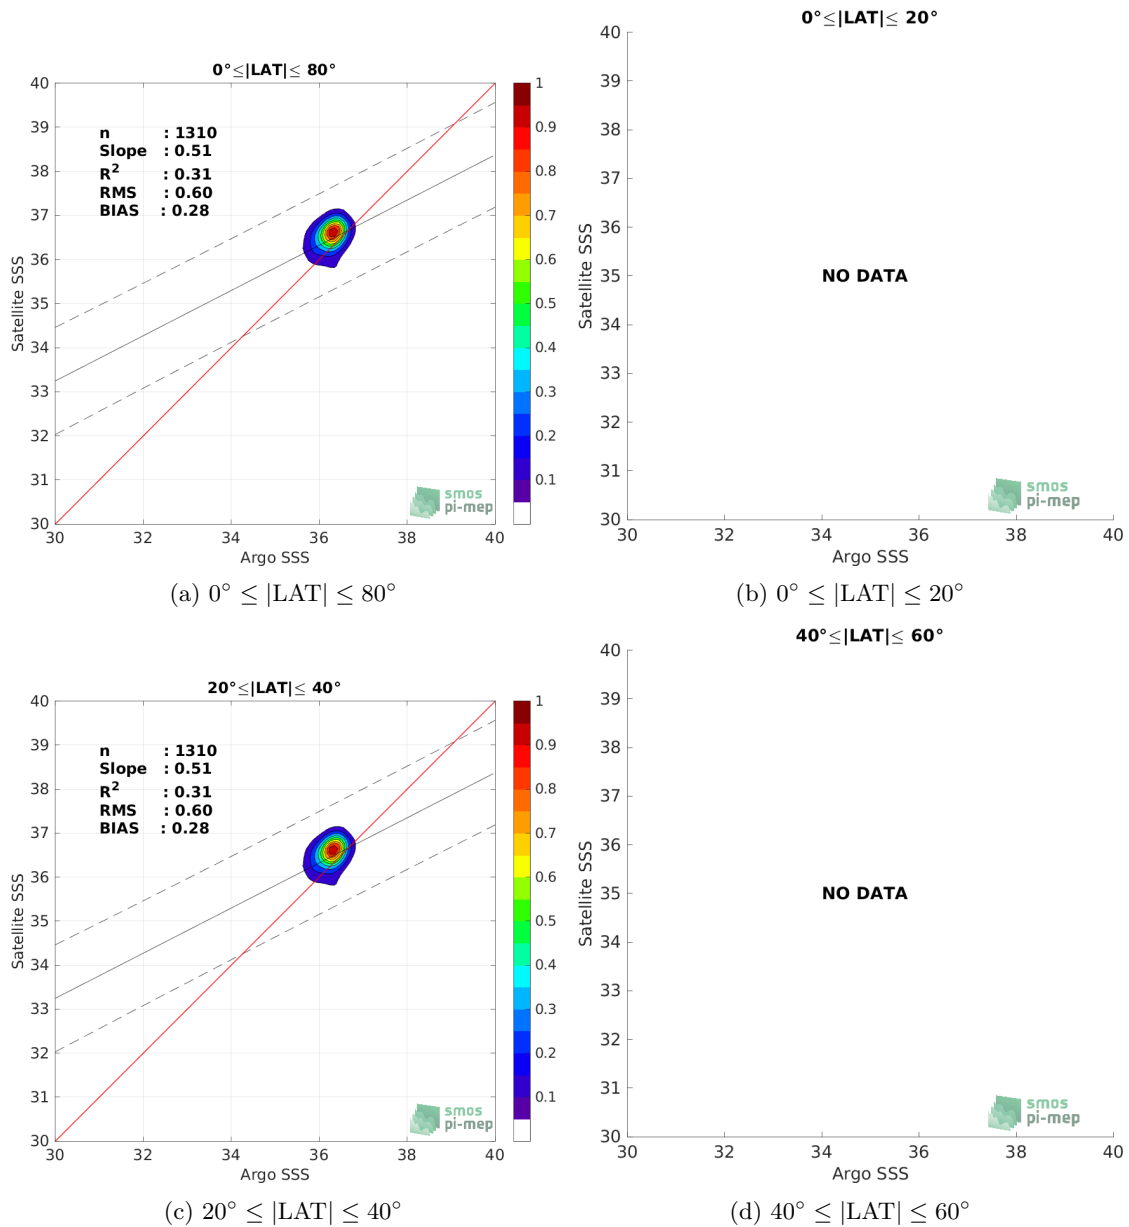 0°≤|LAT|≤ 80°
40
39
38
37
36
35
34
33
32
31
30
Satellite SSS
n : 1310
Slope : 0.51
R2 : 0.31
RMS : 0.60
BIAS : 0.28
smos
pi-mep
30 32 34 36 38 40
Argo SSS
1
0.9
0.8
0.7
0.6
0.5
0.4
0.3
0.2
0.1
(a) 0° ≤ |LAT| ≤ 80°
0°≤|LAT|≤ 20°
40
39
38
37
36
35
34
33
32
31
30
Satellite SSS
NO DATA
smos
pi-mep
30 32 34 36 38 40
Argo SSS
(b) 0° ≤ |LAT| ≤ 20°
20°≤|LAT|≤ 40°
40
39
38
37
36
35
34
33
32
31
30
Satellite SSS
n : 1310
Slope : 0.51
R2 : 0.31
RMS : 0.60
BIAS : 0.28
smos
pi-mep
30 32 34 36 38 40
Argo SSS
1
0.9
0.8
0.7
0.6
0.5
0.4
0.3
0.2
0.1
(c) 20° ≤ |LAT| ≤ 40°
40°≤|LAT|≤ 60°
40
39
38
37
36
35
34
33
32
31
30
Satellite SSS
NO DATA
smos
pi-mep
30 32 34 36 38 40
Argo SSS
(d) 40° ≤ |LAT| ≤ 60°